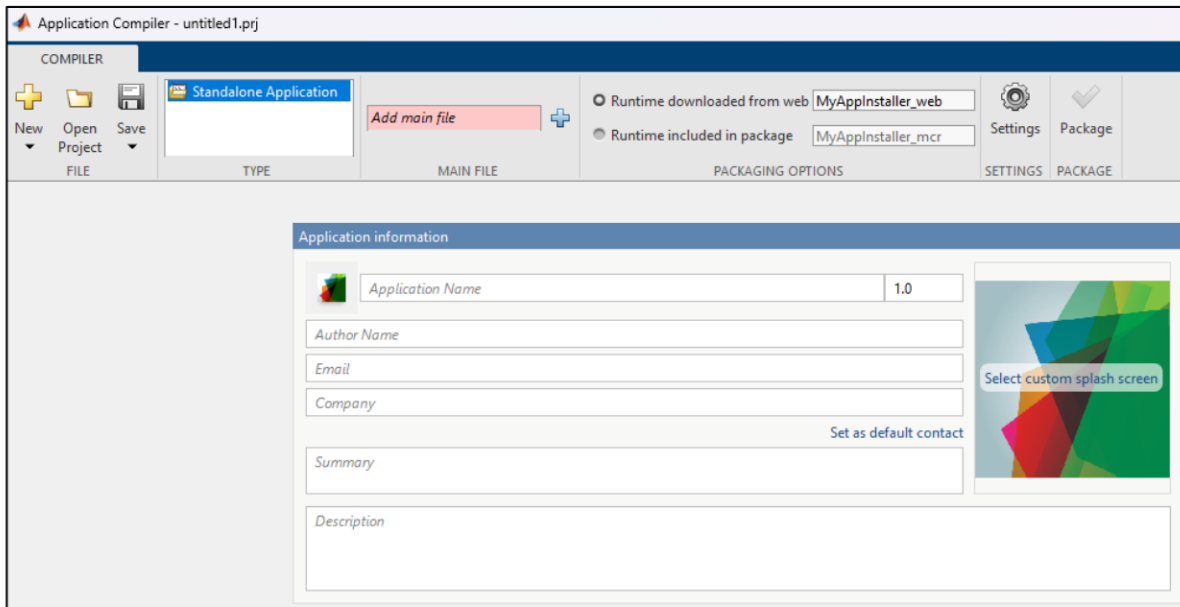 Application Compiler - untitled1.prj
COMPILER
New
Open
Project
Save
FILE
Standalone Application
TYPE
Add main file
MAIN FILE
Runtime downloaded from web MyAppInstaller_web
Runtime included in package MyAppInstaller_mcr
PACKAGING OPTIONS
Settings
SETTINGS
Package
PACKAGE
Application information
Application Name 1.0
Author Name
Email
Company
Set as default contact
Select custom splash screen
Summary
Description